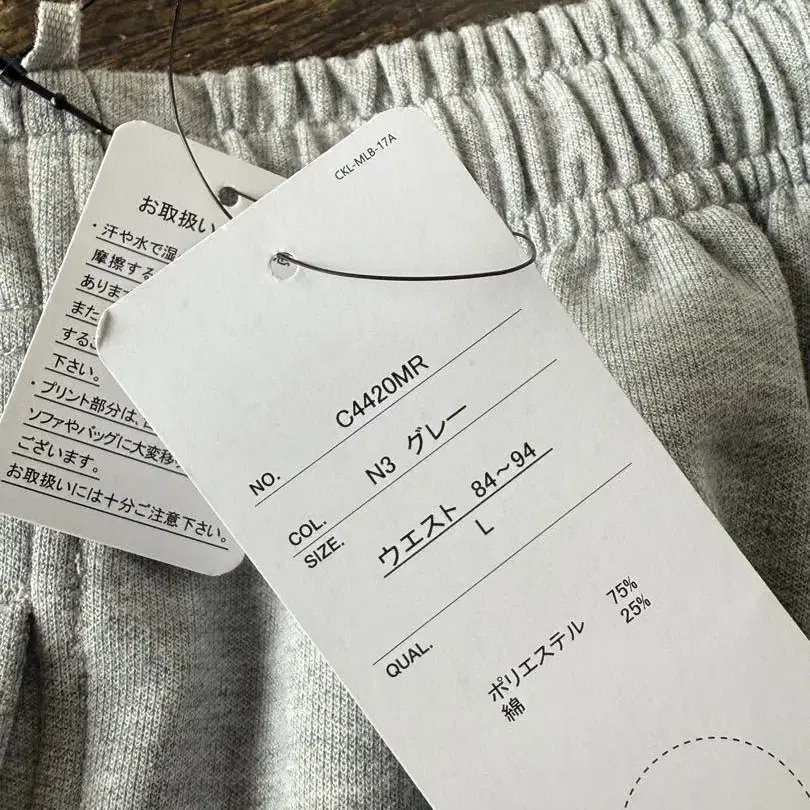 CKL-MLB-17A
NO. C4420MR
COL. N3 グレー
SIZE. ウエスト 84～94
L
QUAL.
ポリエステル 75%
綿 25%
お取扱い
・汗や水で湿
摩擦する
ありま
また
する
下さい。
・プリント部分は、
ソファやバッグに大変移
ございます。
お取扱いには十分ご注意下さい。